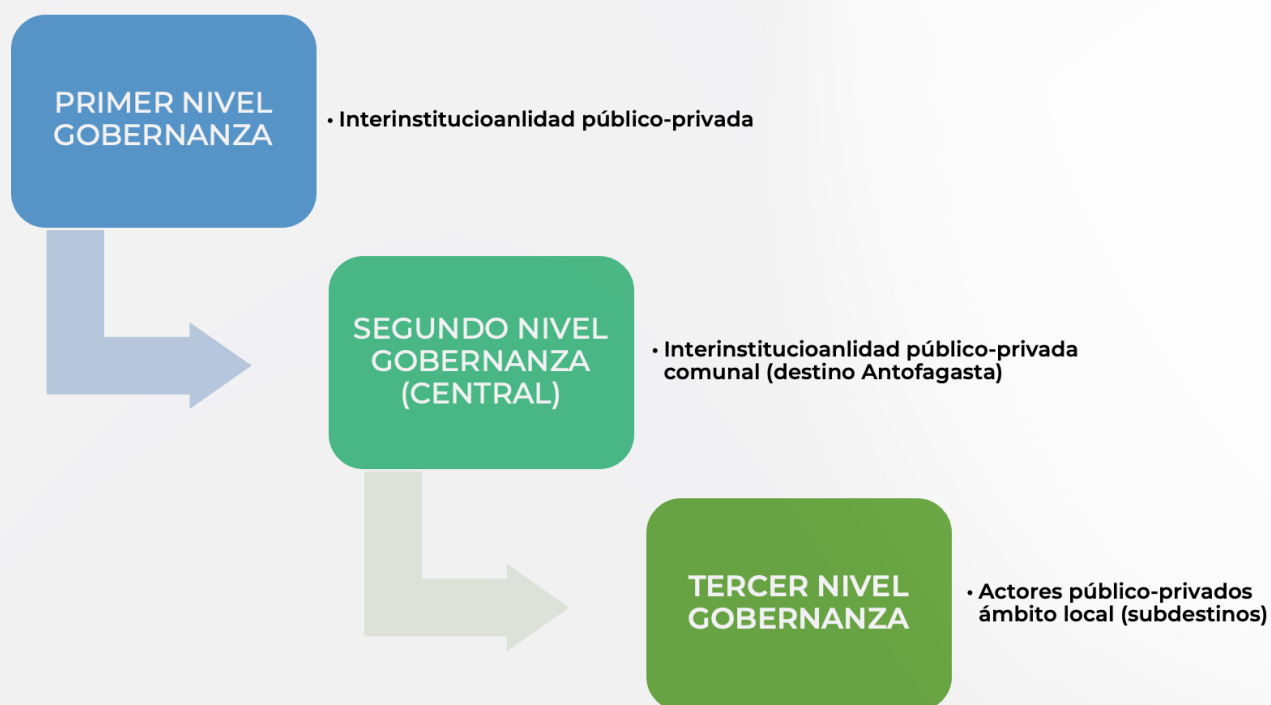 PRIMER NIVEL
GOBERNANZA
• Interinstitucioanlidad público-privada
SEGUNDO NIVEL
GOBERNANZA
(CENTRAL)
• Interinstitucioanlidad público-privada
comunal (destino Antofagasta)
TERCER NIVEL
GOBERNANZA
• Actores público-privados
ámbito local (subdestinos)